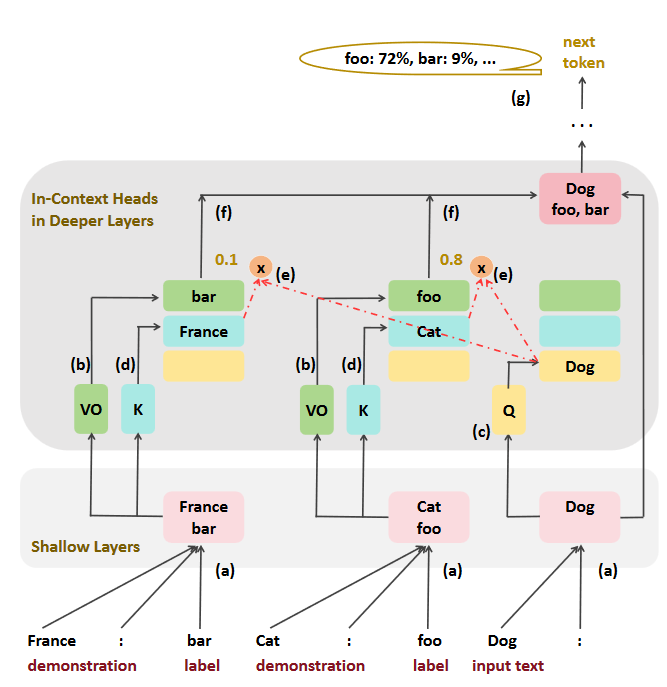 next
token
foo: 72%, bar: 9%, ...
(g)
...
In-Context Heads
in Deeper Layers
Dog
foo, bar
(f)
(f)
0.1
x
(e)
0.8
x
(e)
bar
foo
France
Cat
Dog
(b)
(d)
(b)
(d)
VO
K
VO
K
Q
(c)
France
bar
Cat
foo
Dog
Shallow Layers
(a)
(a)
(a)
France : bar Cat : foo Dog :
demonstration label demonstration label input text